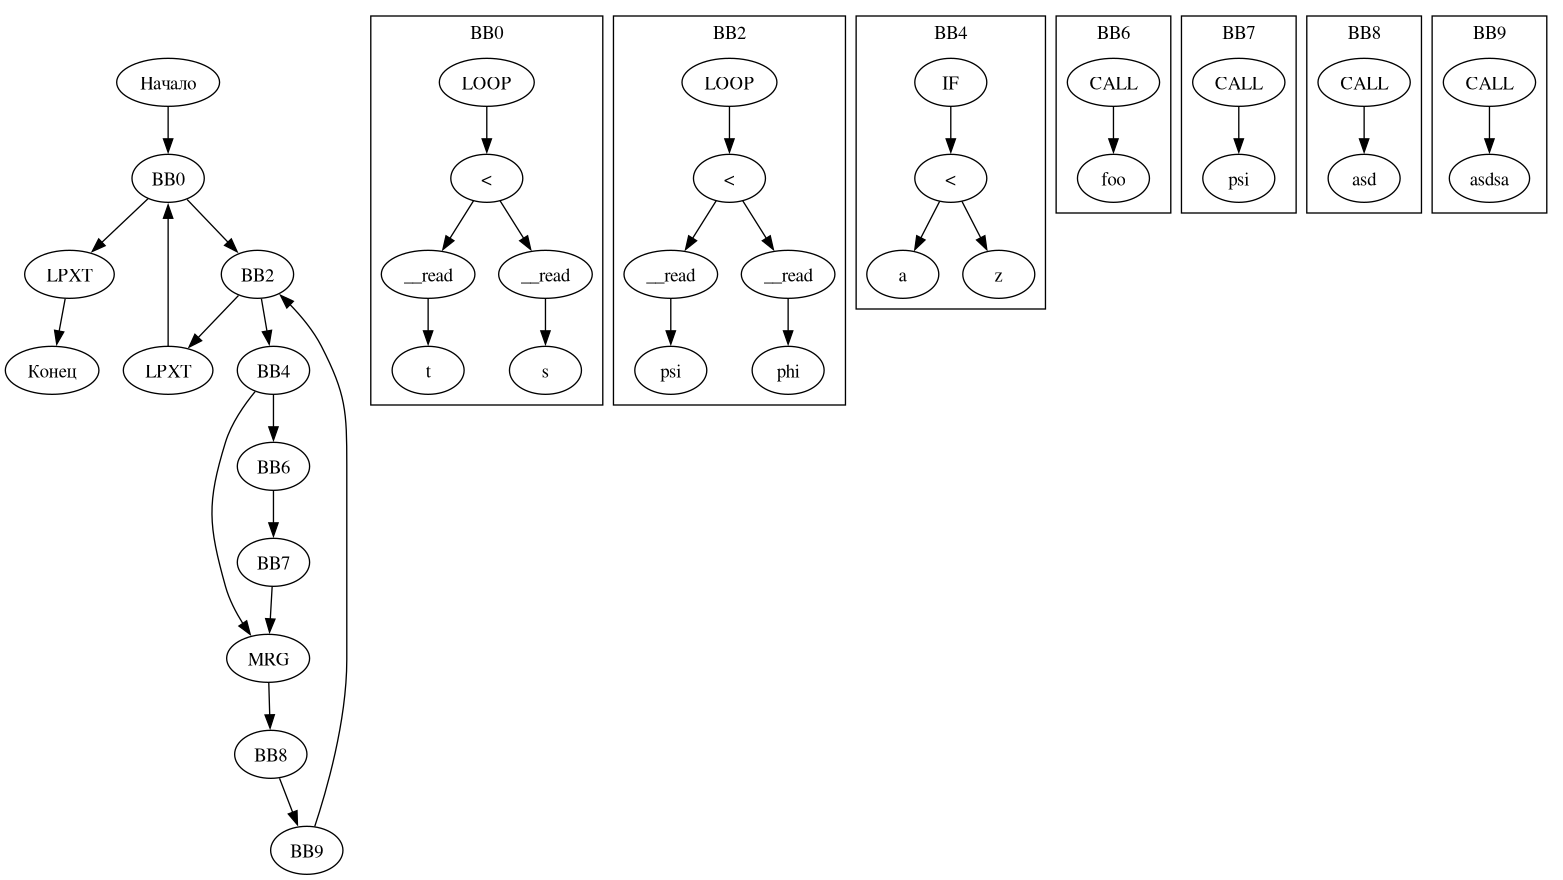 Начало
BB0
LPXT
BB2
Конец
LPXT
BB4
BB6
BB7
MRG
BB8
BB9
BB0
LOOP
<
__read
__read
t
s
BB2
LOOP
<
__read
__read
psi
phi
BB4
IF
<
a
z
BB6
CALL
foo
BB7
CALL
psi
BB8
CALL
asd
BB9
CALL
asdsa